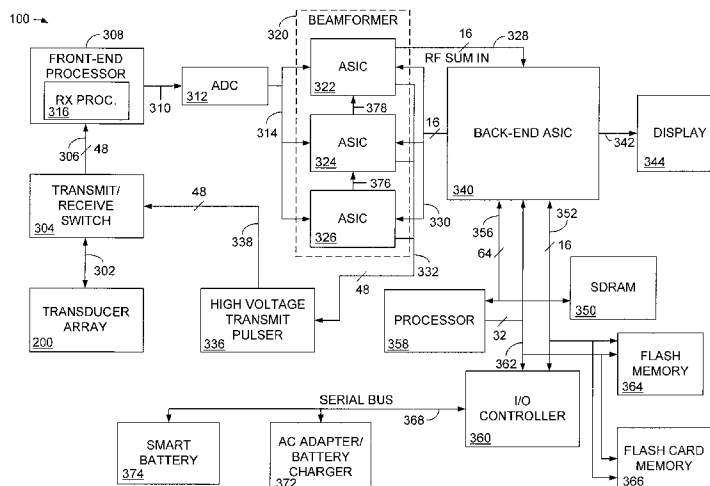 100
308
FRONT-END
PROCESSOR
RX PROC.
316
310
ADC
312
320
BEAMFORMER
ASIC
322
378
314
ASIC
324
376
ASIC
326
16
328
RF SUM IN
16
BACK-END ASIC
340
342
DISPLAY
344
306
48
TRANSMIT/
RECEIVE
SWITCH
304
302
TRANSDUCER
ARRAY
200
48
338
330
332
48
HIGH VOLTAGE
TRANSMIT
PULSER
336
356
64
352
16
SDRAM
350
PROCESSOR
358
32
362
FLASH
MEMORY
364
I/O
CONTROLLER
360
SERIAL BUS
368
SMART
BATTERY
374
AC ADAPTER/
BATTERY
CHARGER
372
FLASH CARD
MEMORY
366